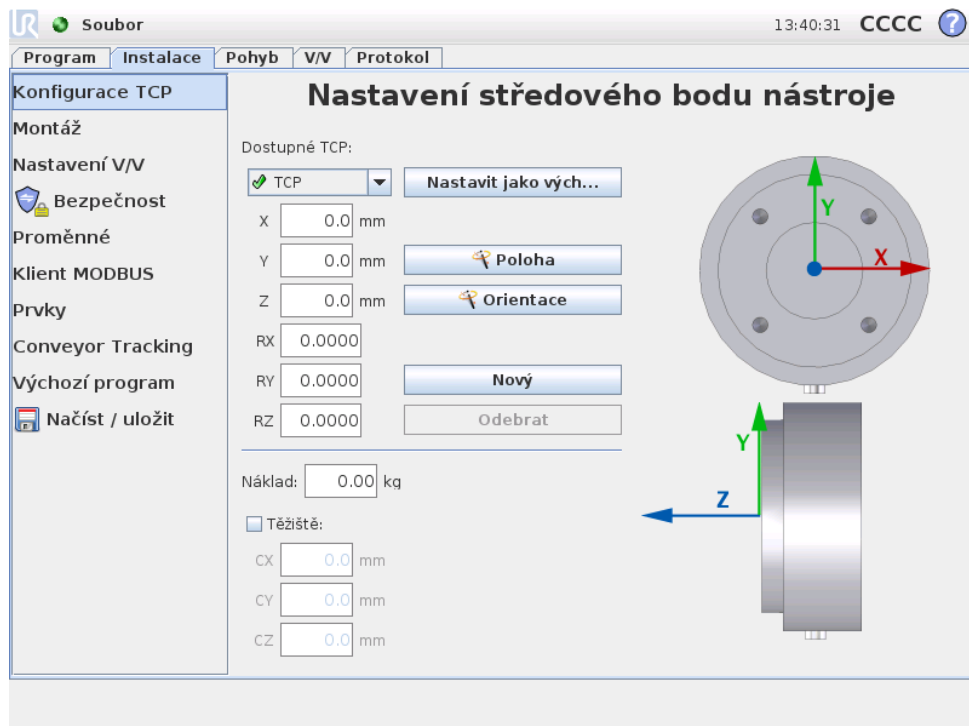 UR Soubor 13:40:31 CCCC ?
Program Instalace Pohyb V/V Protokol
Konfigurace TCP
Montáž
Nastavení V/V
Bezpečnost
Proměnné
Klient MODBUS
Prvky
Conveyor Tracking
Výchozí program
Načíst / uložit
Nastavení středového bodu nástroje
Dostupné TCP:
TCP Nastavit jako vých...
X 0.0 mm
Y 0.0 mm Poloha
Z 0.0 mm Orientace
RX 0.0000
RY 0.0000 Nový
RZ 0.0000 Odebrat
Náklad: 0.00 kg
Těžiště:
CX 0.0 mm
CY 0.0 mm
CZ 0.0 mm
Y
X
Y
Z